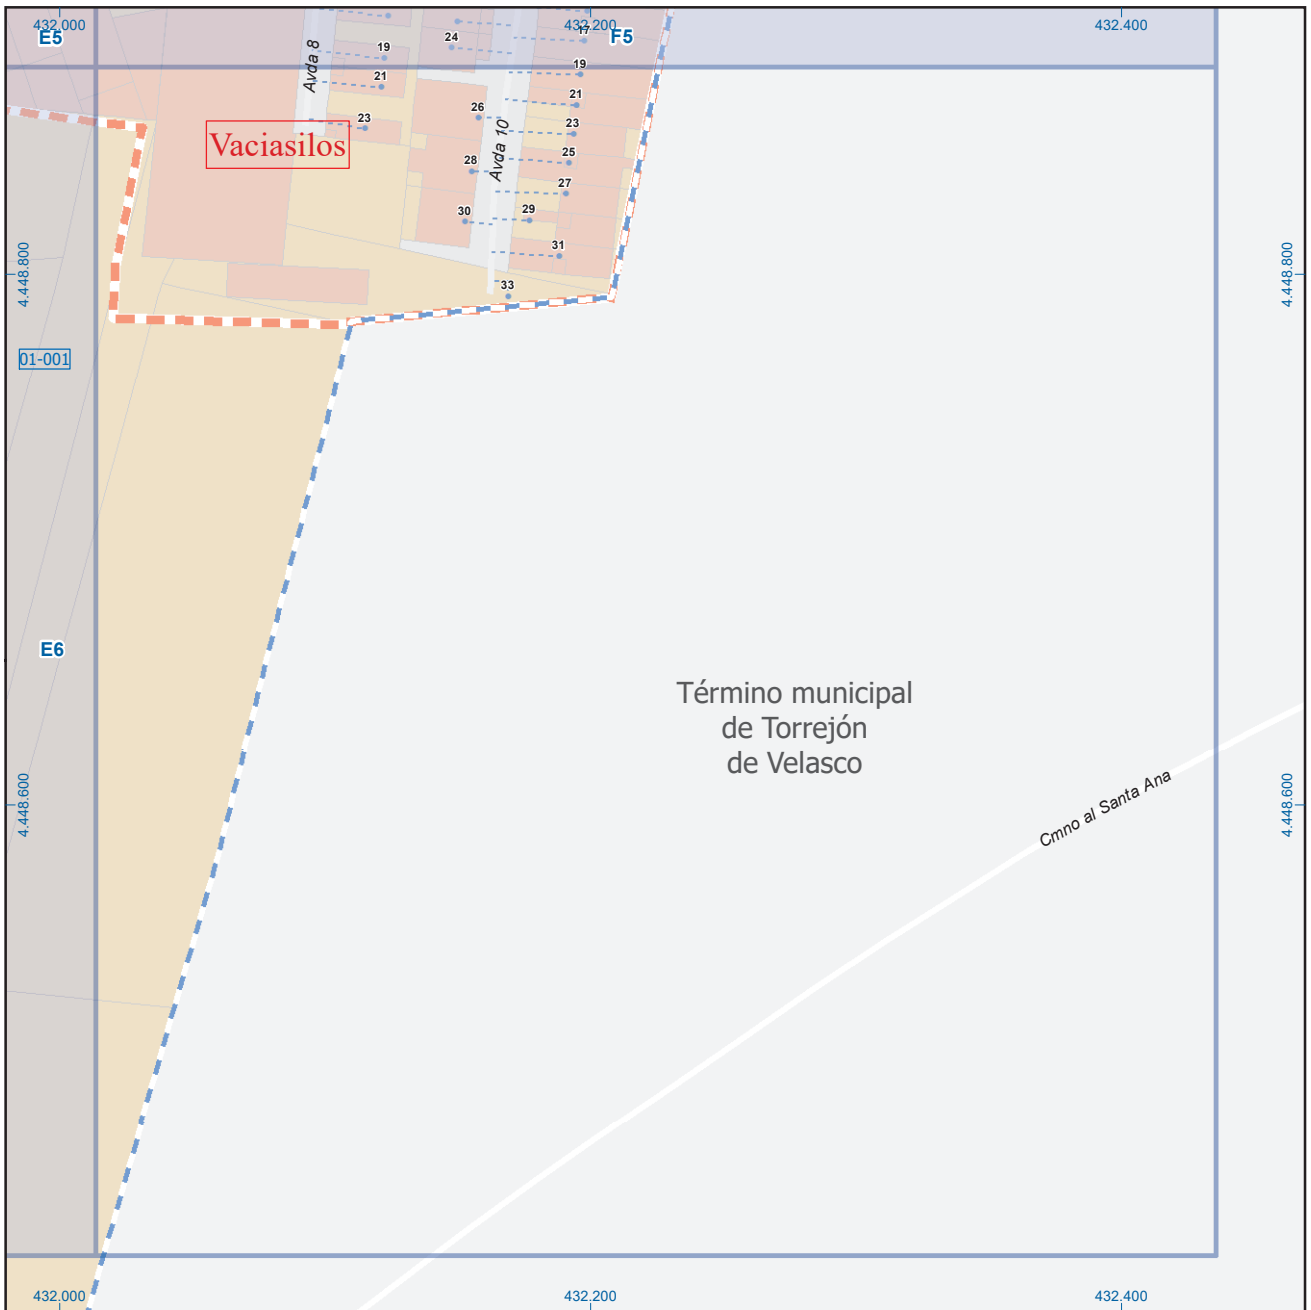 432.000
432.200
432.400
E5
F5
17
24
19
19
21
21
26
23
23
25
28
27
30
29
31
33
Avda 8
Avda 10
Vaciasilos
4.448.800
4.448.800
01-001
E6
Término municipal
de Torrejón
de Velasco
4.448.600
4.448.600
Cmno al Santa Ana
432.000
432.200
432.400